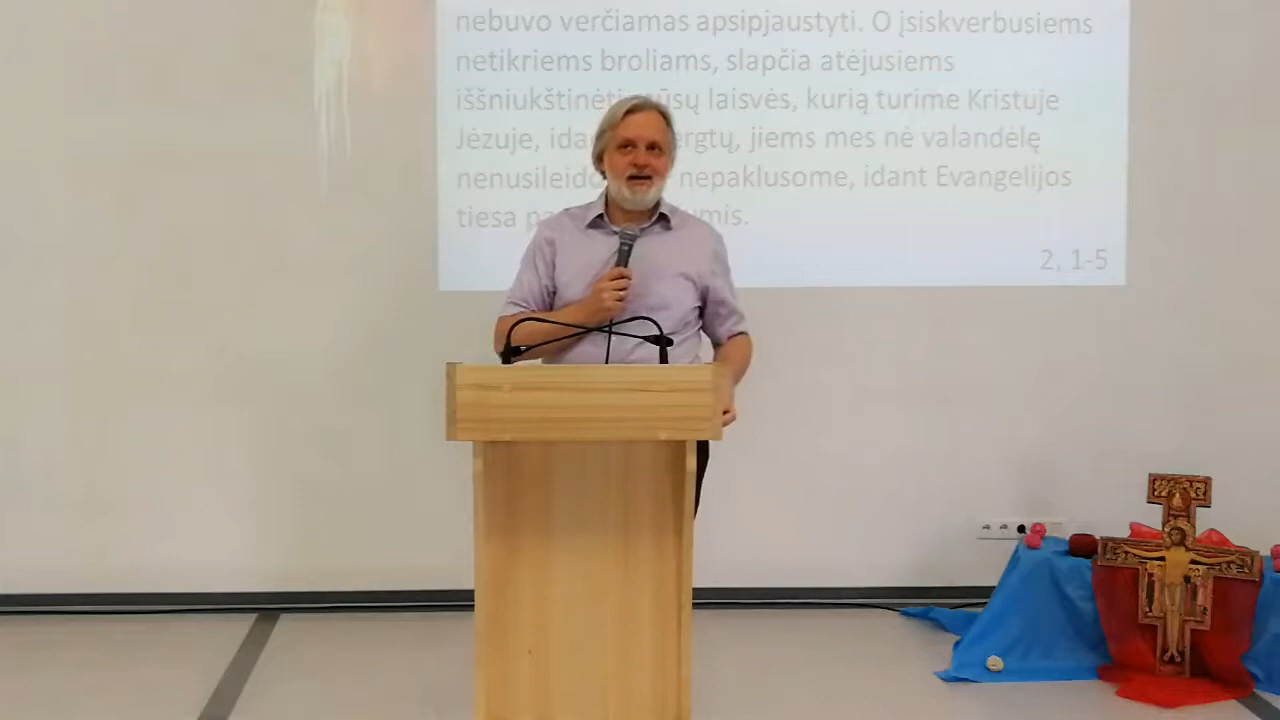 nebuvo verčiamas apsipjaustyti. O įsiskverbusiems
netikriems broliams, slapčia atėjusiems
iššniukštinėti laisvės, kurią turime Kristuje
Jėzuje, jiems mes nė valandėlę
nepaklusome, idant Evangelijos
tiesa
2, 1-5